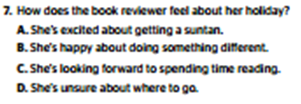 7. How does the book reviewer feel about her holiday?
A. She's excited about getting a suntan.
B. She's happy about doing something different.
C. She's looking forward to spending time reading.
D. She's unsure about where to go.